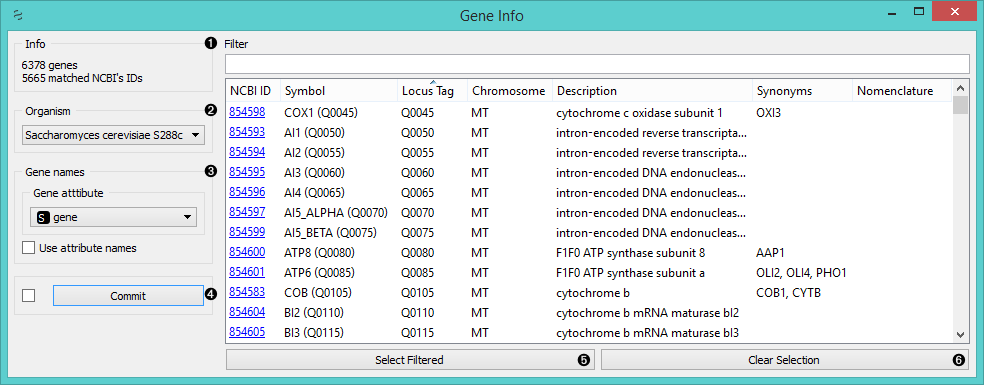 Gene Info
Info ❶
6378 genes
5665 matched NCBI's IDs
Organism ❷
Saccharomyces cerevisiae S288c
Gene names ❸
Gene atttibute
S gene
Use attribute names
Commit ❹
Filter
NCBI ID Symbol Locus Tag Chromosome Description Synonyms Nomenclature
854598 COX1 (Q0045) Q0045 MT cytochrome c oxidase subunit 1 OXI3
854593 AI1 (Q0050) Q0050 MT intron-encoded reverse transcripta...
854594 AI2 (Q0055) Q0055 MT intron-encoded reverse transcripta...
854595 AI3 (Q0060) Q0060 MT intron-encoded DNA endonucleas...
854596 AI4 (Q0065) Q0065 MT intron-encoded DNA endonucleas...
854597 AI5_ALPHA (Q0070) Q0070 MT intron-encoded DNA endonucleas...
854599 AI5_BETA (Q0075) Q0075 MT intron-encoded DNA endonucleas...
854600 ATP8 (Q0080) Q0080 MT F1F0 ATP synthase subunit 8 AAP1
854601 ATP6 (Q0085) Q0085 MT F1F0 ATP synthase subunit a OLI2, OLI4, PHO1
854583 COB (Q0105) Q0105 MT cytochrome b COB1, CYTB
854604 BI2 (Q0110) Q0110 MT cytochrome b mRNA maturase bI2
854605 BI3 (Q0115) Q0115 MT cytochrome b mRNA maturase bI3
Select Filtered ❺ Clear Selection ❻